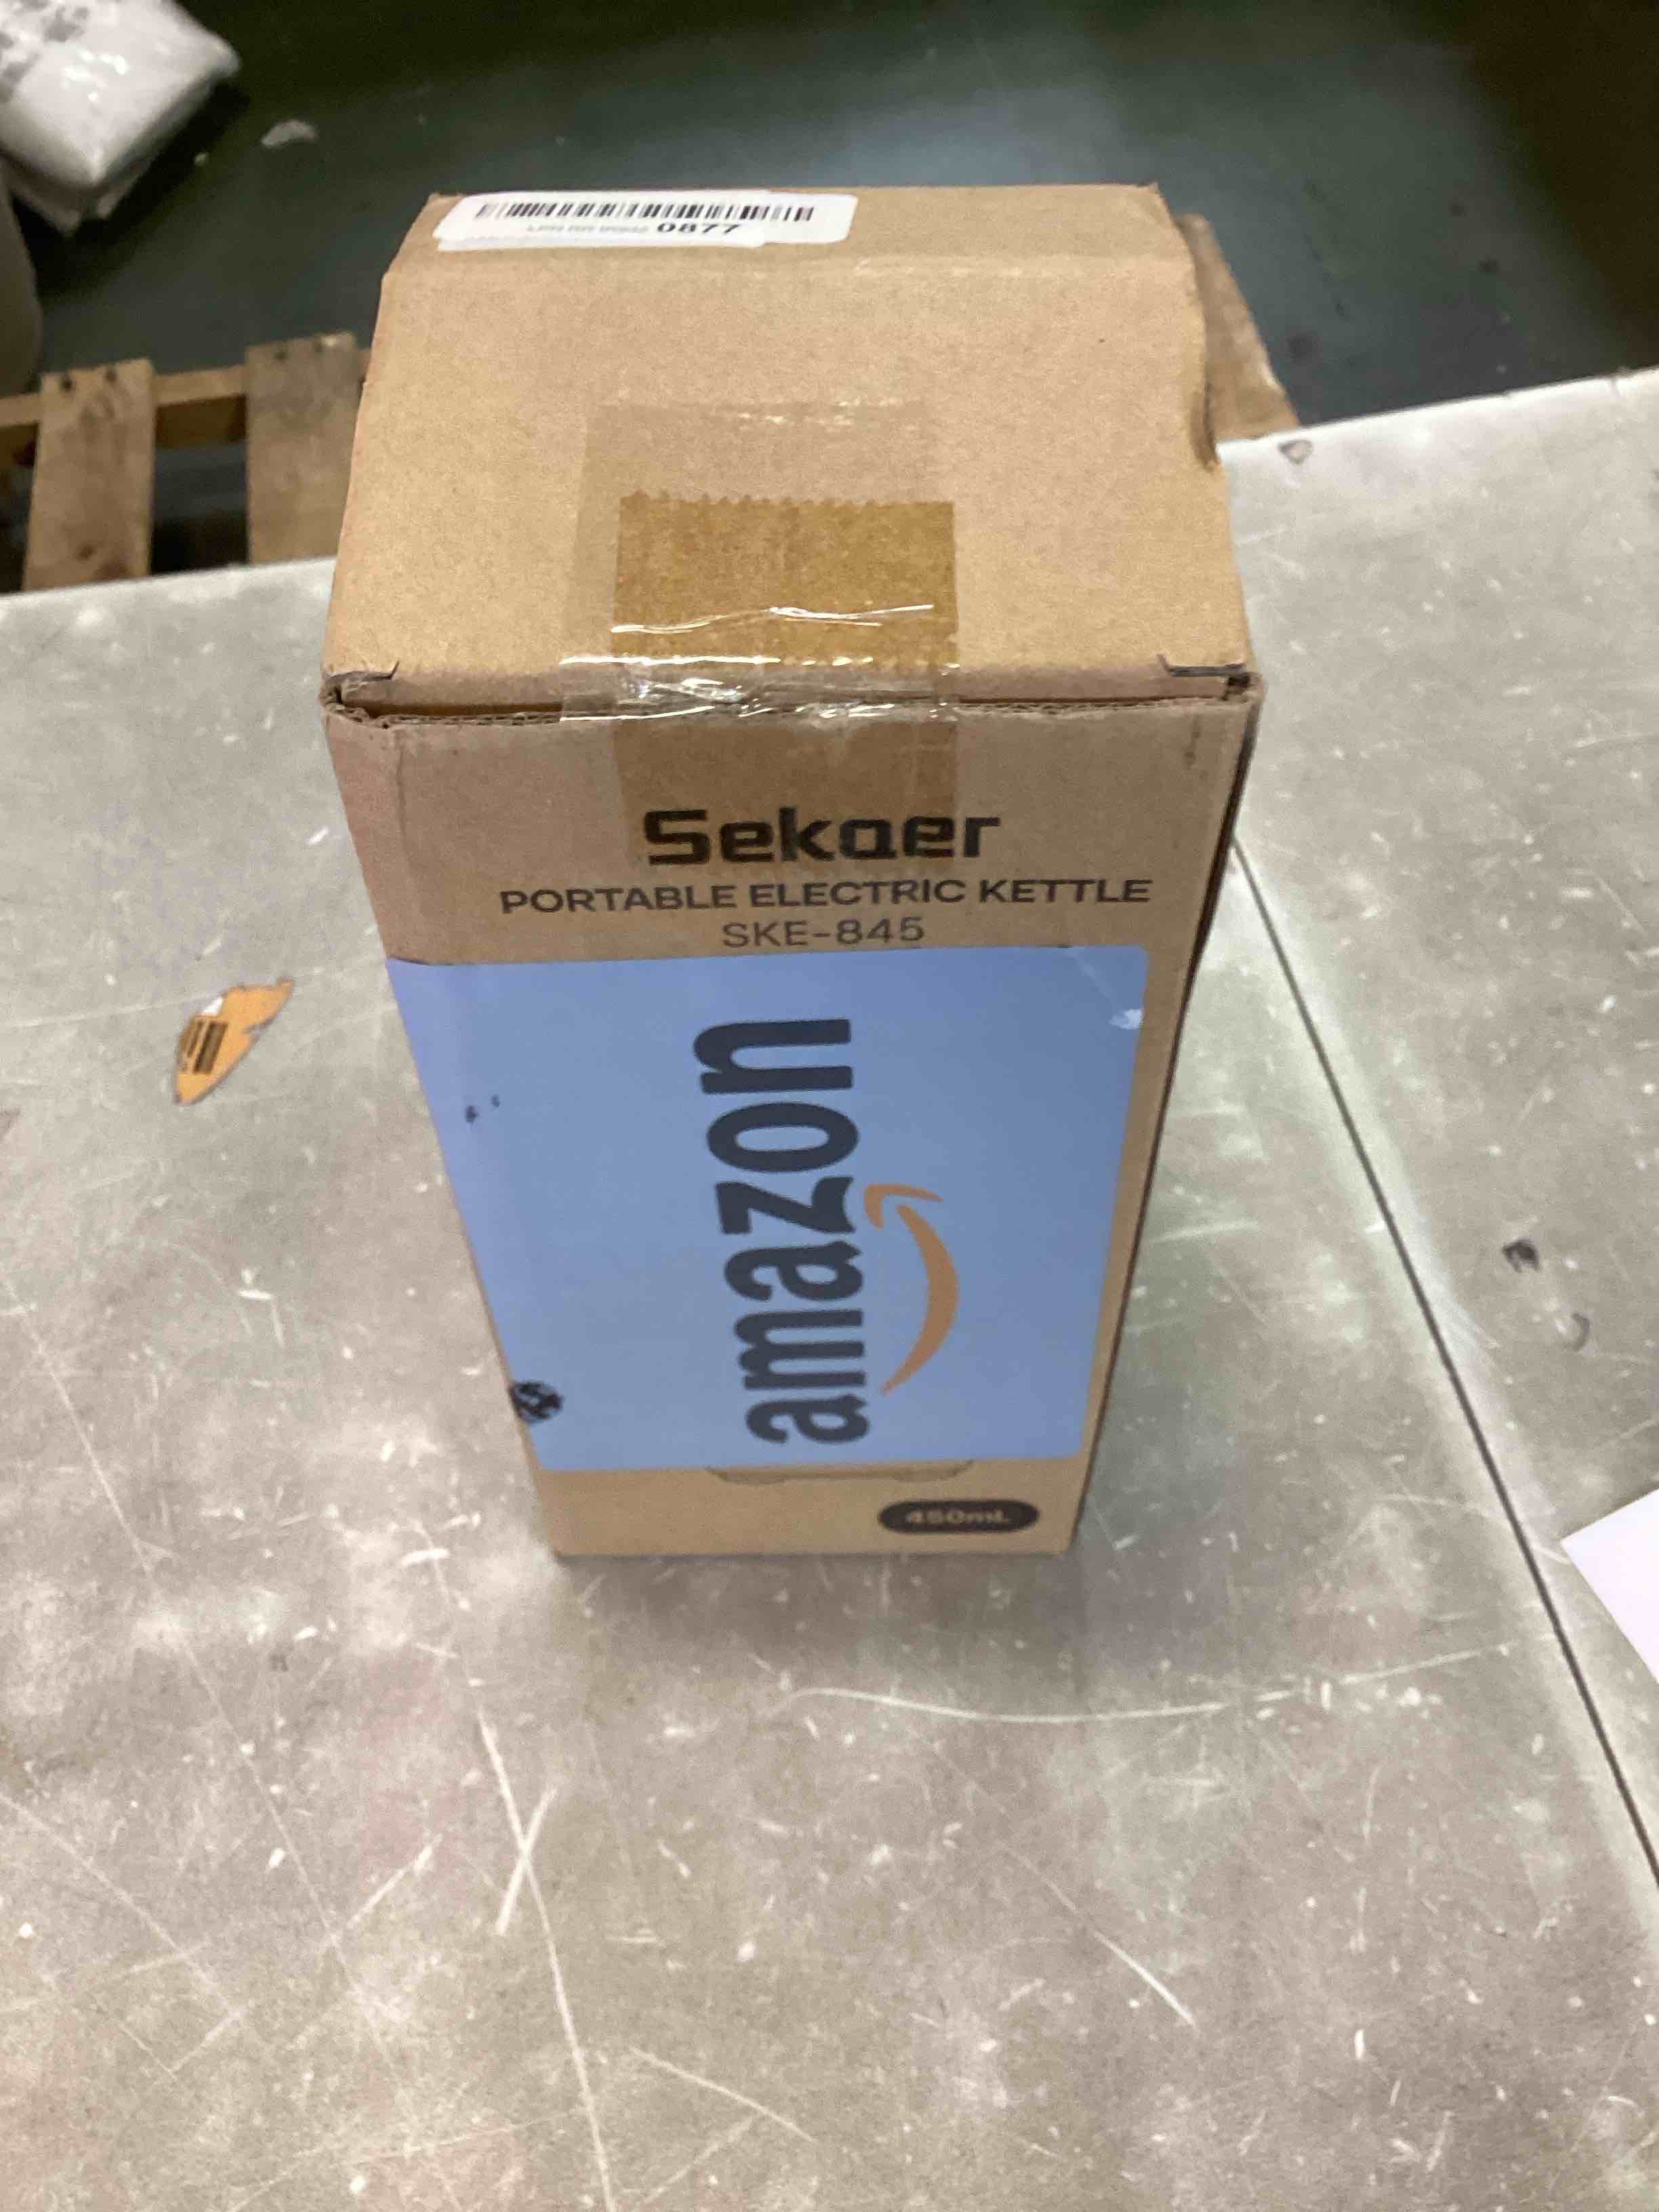 0877
Sekaer
PORTABLE ELECTRIC KETTLE
SKE-845
amazon
450mL